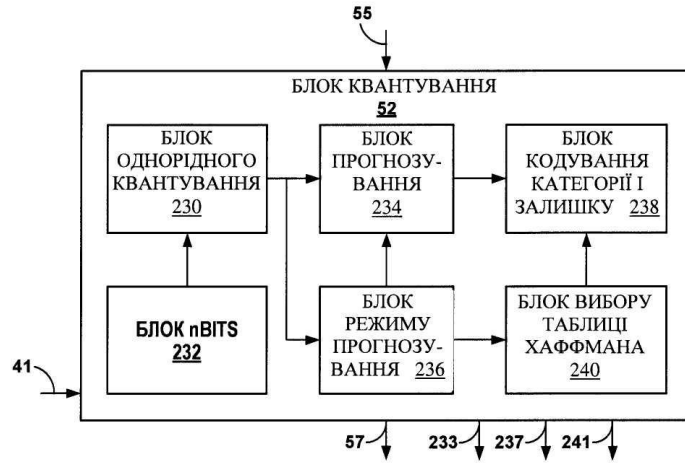 55
БЛОК КВАНТУВАННЯ
52
БЛОК
ОДНОРІДНОГО
КВАНТУВАННЯ
230
БЛОК
ПРОГНОЗУ-
ВАННЯ
234
БЛОК
КОДУВАННЯ
КАТЕГОРІЇ І
ЗАЛИШКУ 238
БЛОК nBITS
232
БЛОК
РЕЖИМУ
ПРОГНОЗУ-
ВАННЯ 236
БЛОК ВИБОРУ
ТАБЛИЦІ
ХАФФМАНА
240
41
57
233
237
241